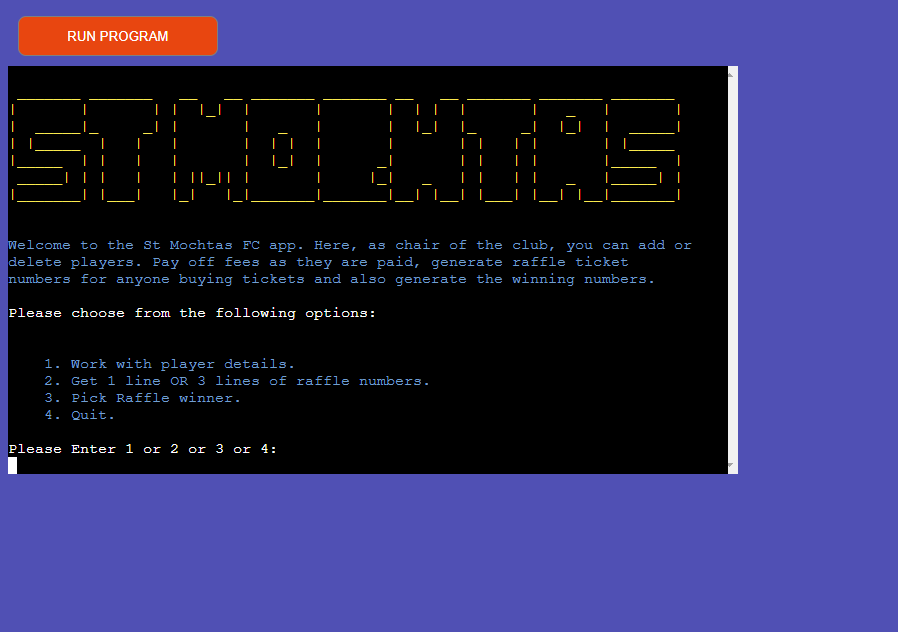 RUN PROGRAM
ST MOCHTAS
Welcome to the St Mochtas FC app. Here, as chair of the club, you can add or
delete players. Pay off fees as they are paid, generate raffle ticket
numbers for anyone buying tickets and also generate the winning numbers.
Please choose from the following options:
1. Work with player details.
2. Get 1 line OR 3 lines of raffle numbers.
3. Pick Raffle winner.
4. Quit.
Please Enter 1 or 2 or 3 or 4: